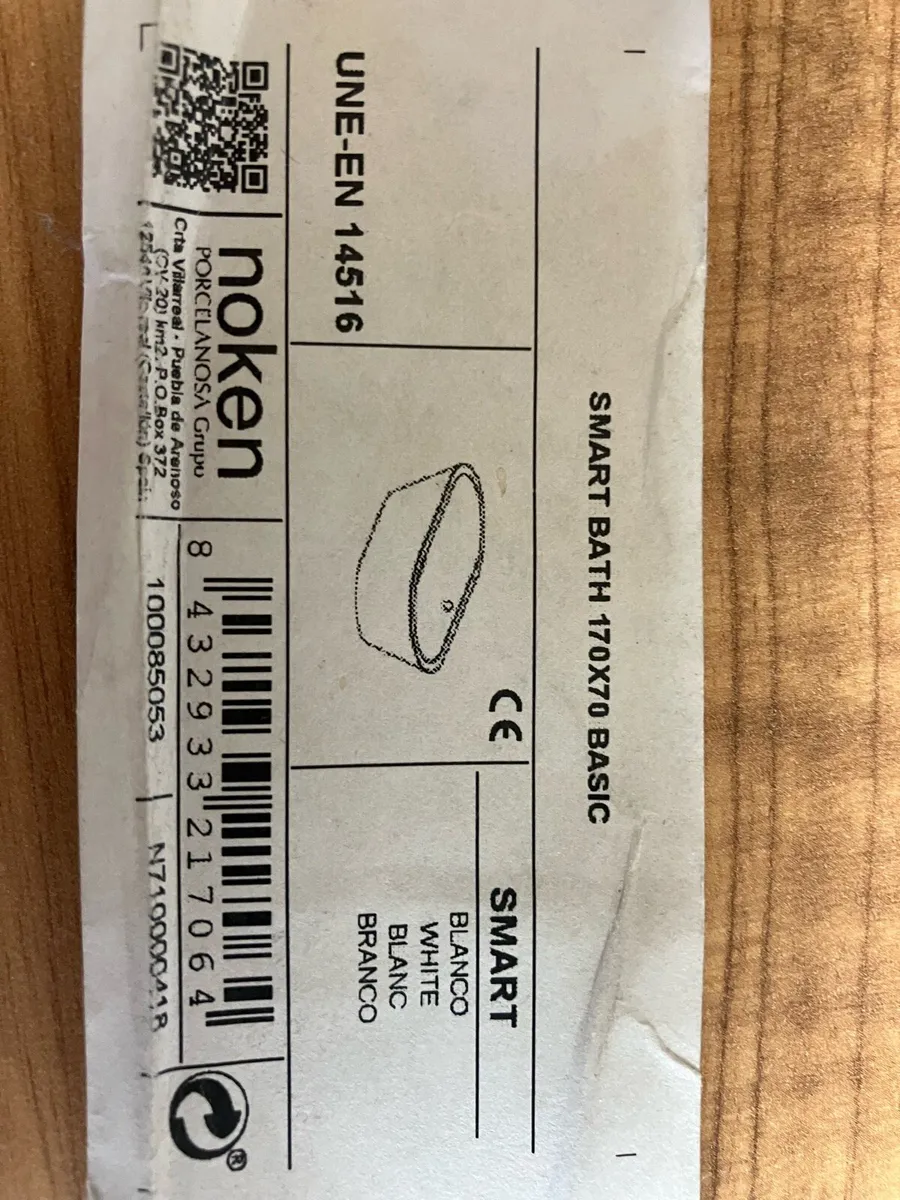 SMART BATH 170X70 BASIC
UNE-EN 14516
CE
SMART
BLANCO
WHITE
BLANC
BRANCO
noken
PORCELANOSA Grupo
Crta Villarreal - Puebla de Arenoso
(CV 20) km2. P.O.Box 372
Spain
8 432933 217064
100085053
®